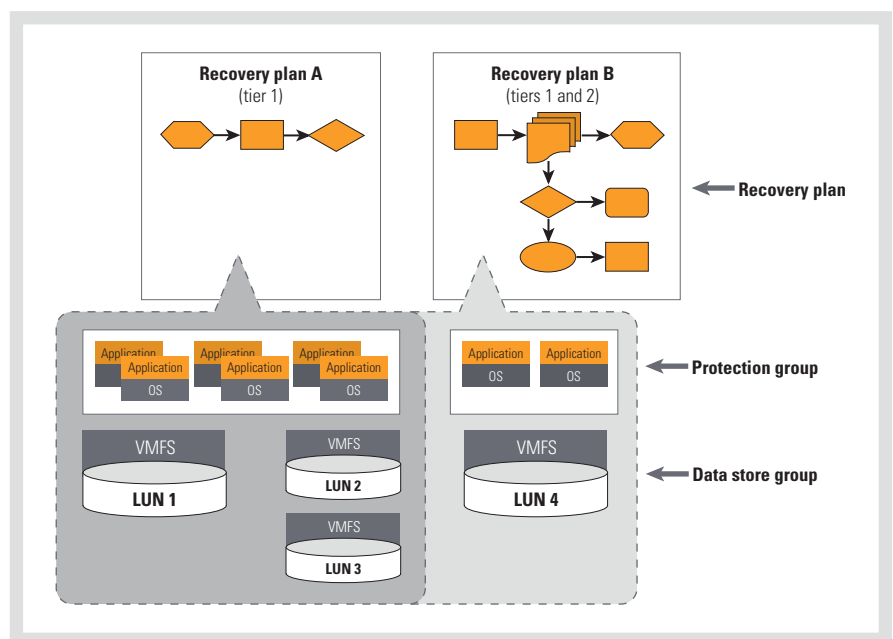 Recovery plan A
(tier 1)
Recovery plan B
(tiers 1 and 2)
Recovery plan
Application
Application
OS
Application
Application
OS
Application
Application
OS
Application
OS
Application
OS
Protection group
VMFS
LUN 1
VMFS
LUN 2
VMFS
LUN 3
VMFS
LUN 4
Data store group